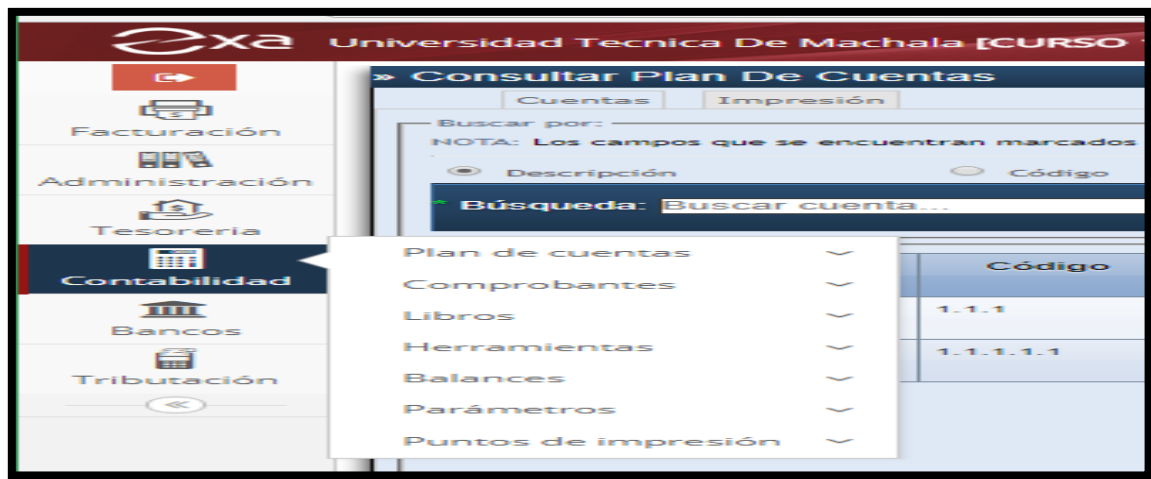 exa Universidad Tecnica De Machala [CURSO
» Consultar Plan De Cuentas
Cuentas Impresión
Buscar por:
NOTA: Los campos que se encuentran marcados
Descripción Código
* Búsqueda: Buscar cuenta...
Código
1.1.1
1.1.1.1.1
Facturación
Administración
Tesoreria
Contabilidad
Bancos
Tributación
Plan de cuentas
Comprobantes
Libros
Herramientas
Balances
Parámetros
Puntos de impresión